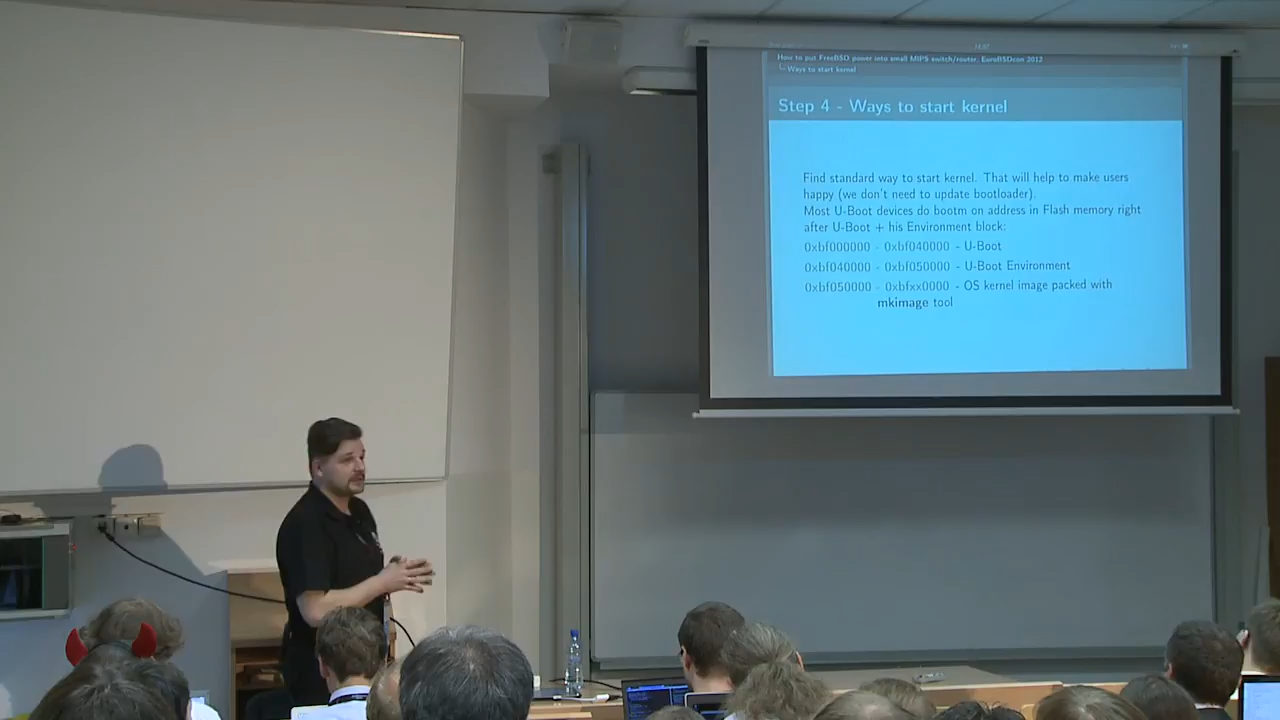 How to put FreeBSD power into small MIPS switch/router, EuroBSDcon 2012
Ways to start kernel
Step 4 - Ways to start kernel
Find standard way to start kernel. That will help to make users
happy (we don't need to update bootloader).
Most U-Boot devices do bootm on address in Flash memory right
after U-Boot + his Environment block:
0xbf000000 - 0xbf040000 - U-Boot
0xbf040000 - 0xbf050000 - U-Boot Environment
0xbf050000 - 0xbfxx0000 - OS kernel image packed with
mkimage tool